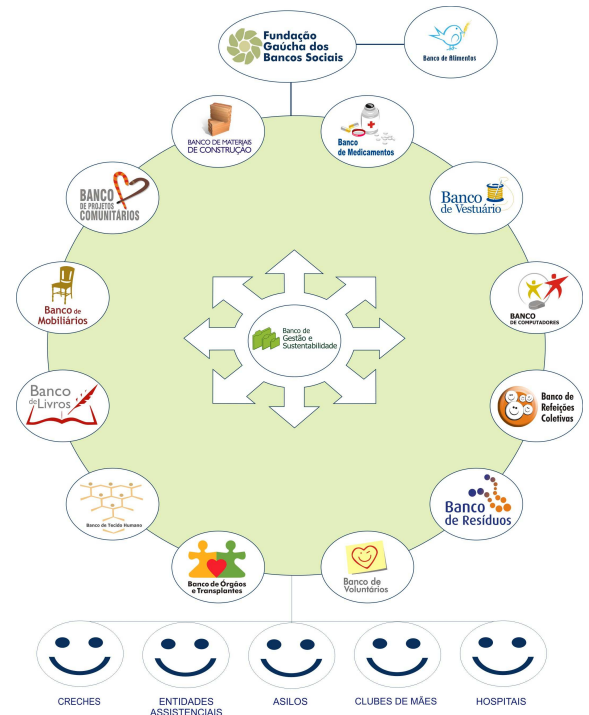 Fundação
Gaúcha dos
Bancos Sociais
Banco de Alimentos
BANCO DE MATERIAIS
DE CONSTRUÇÃO
Banco
de Medicamentos
BANCO
DE PROJETOS
COMUNITÁRIOS
Banco
de Vestuário
Banco de
Mobiliários
BANCO
DE COMPUTADORES
Banco de
Gestão e
Sustentabilidade
Banco
de Livros
Banco de
Refeições
Coletivas
Banco de Tecido Humano
Banco
de Resíduos
Banco de Órgãos
e Transplantes
Banco de
Voluntários
CRECHES
ENTIDADES
ASSISTENCIAIS
ASILOS
CLUBES DE MÃES
HOSPITAIS